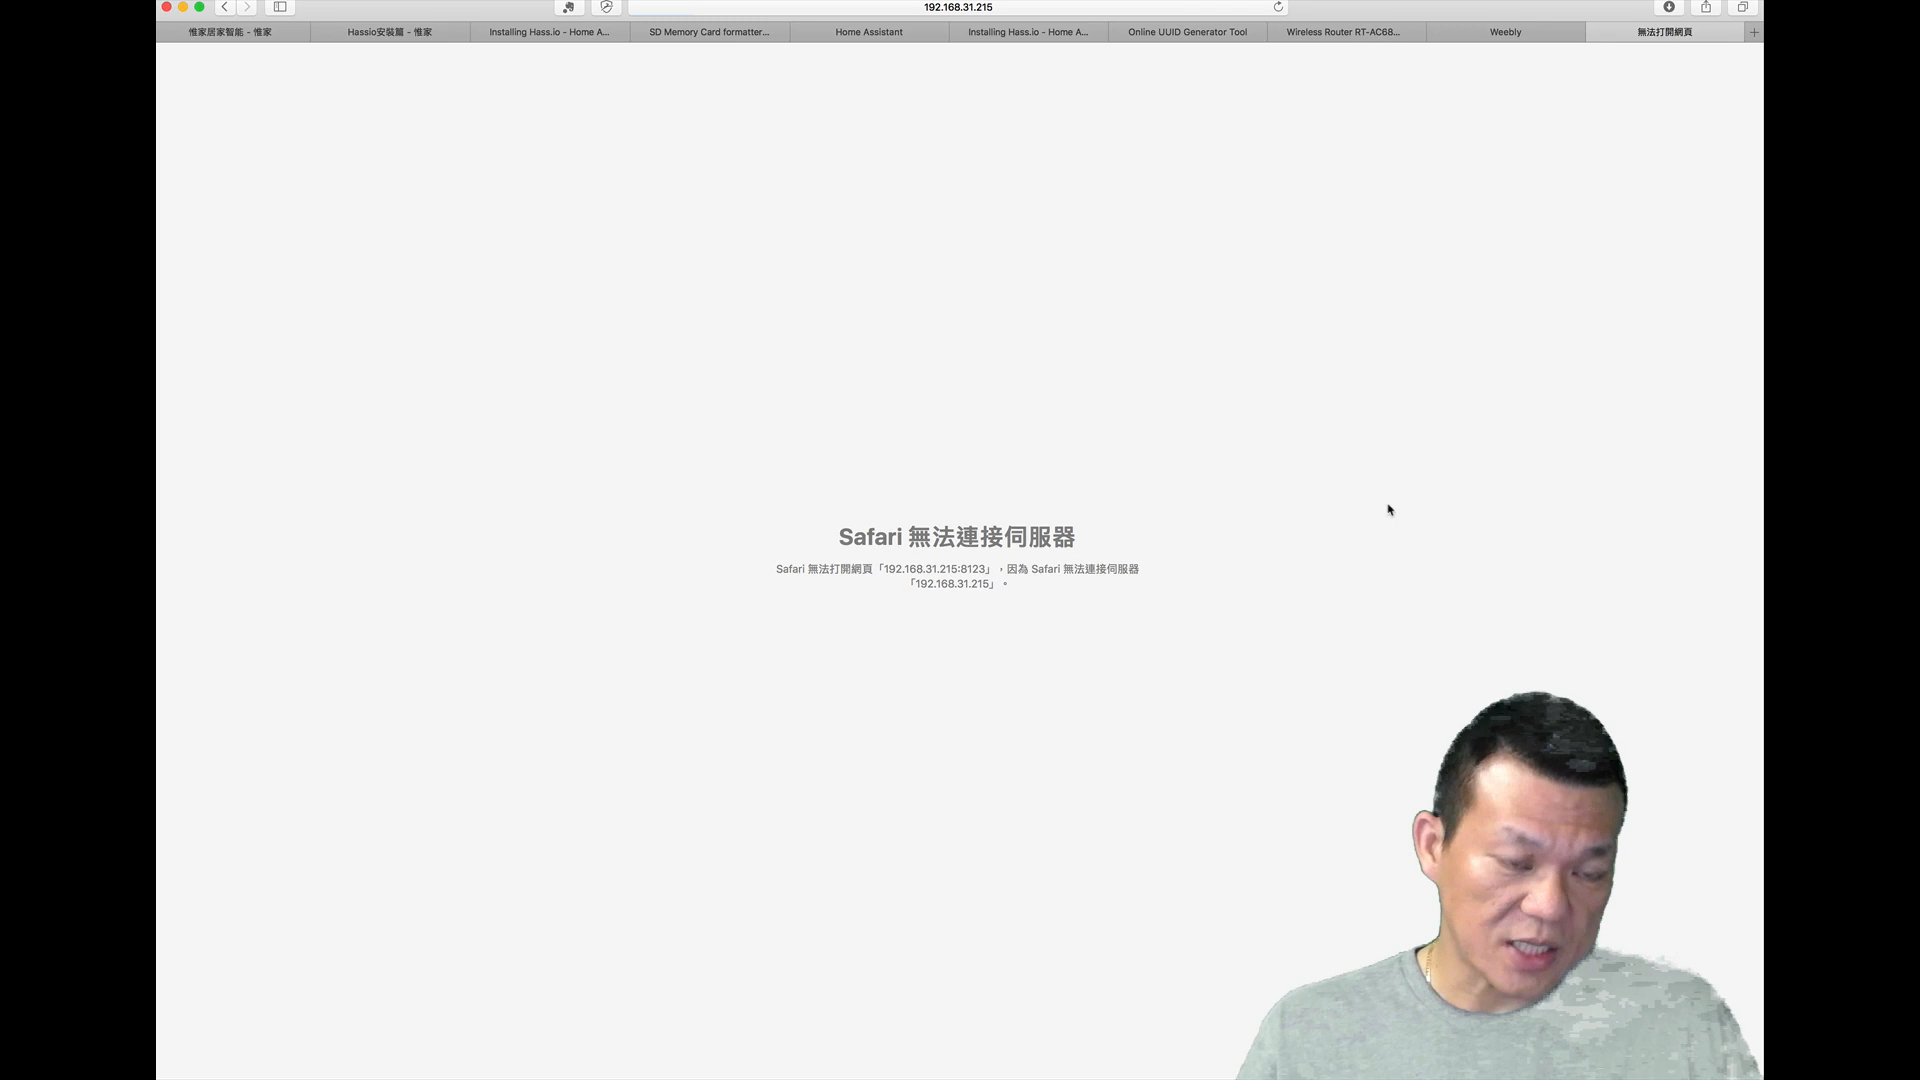 192.168.31.215
惟家居家智能 - 惟家
Hassio安裝篇 - 惟家
Installing Hass.io - Home A...
SD Memory Card formatter...
Home Assistant
Installing Hass.io - Home A...
Online UUID Generator Tool
Wireless Router RT-AC68...
Weebly
無法打開網頁
Safari 無法連接伺服器
Safari 無法打開網頁「192.168.31.215:8123」，因為 Safari 無法連接伺服器
「192.168.31.215」。